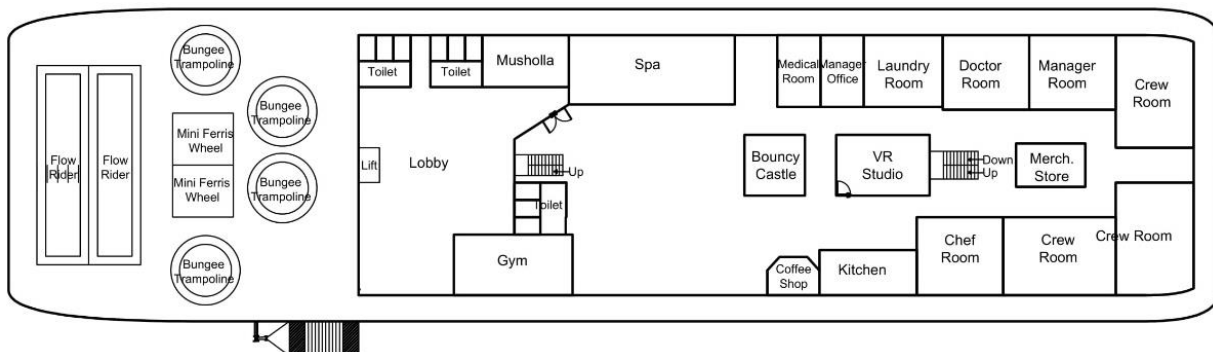 Bungee
Trampoline
Bungee
Trampoline
Bungee
Trampoline
Bungee
Trampoline
Flow
Rider
Flow
Rider
Mini Ferris
Wheel
Mini Ferris
Wheel
Toilet
Toilet
Musholla
Spa
Medical
Room
Manager
Office
Laundry
Room
Doctor
Room
Manager
Room
Crew
Room
Lift
Lobby
Up
Toilet
Gym
Bouncy
Castle
VR
Studio
Down
Up
Merch.
Store
Coffee
Shop
Kitchen
Chef
Room
Crew
Room
Crew Room